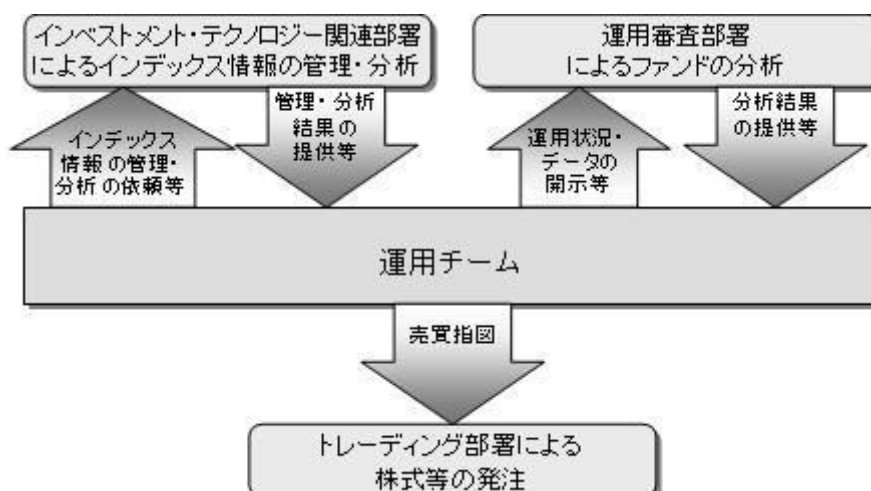 インベストメント・テクノロジー関連部署
によるインデックス情報の管理・分析
運用審査部署
によるファンドの分析
インデックス
情報の管理・
分析の依頼等
管理・分析
結果の
提供等
運用状況・
データの
開示等
分析結果
の提供等
運用チーム
売買指図
トレーディング部署による
株式等の発注